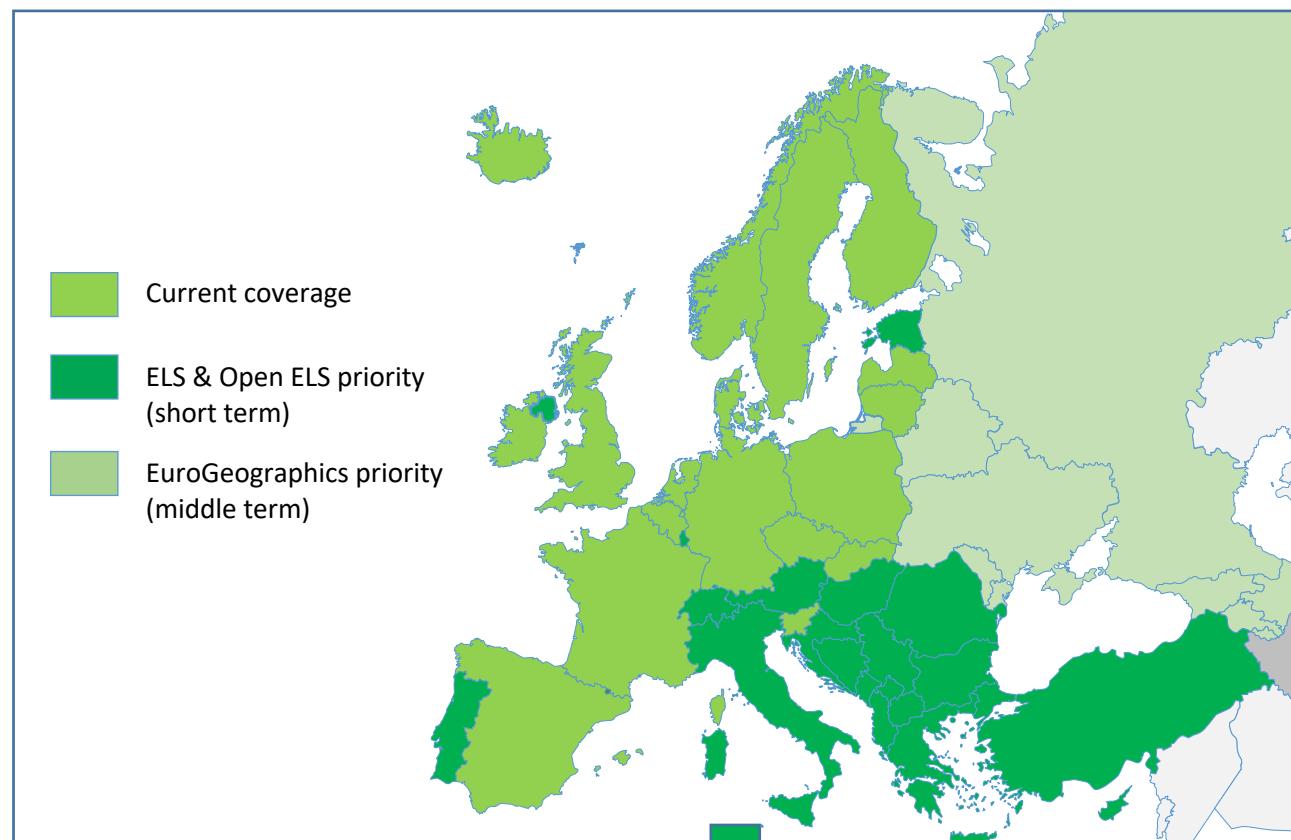 Current coverage
ELS & Open ELS priority
(short term)
EuroGeographics priority
(middle term)